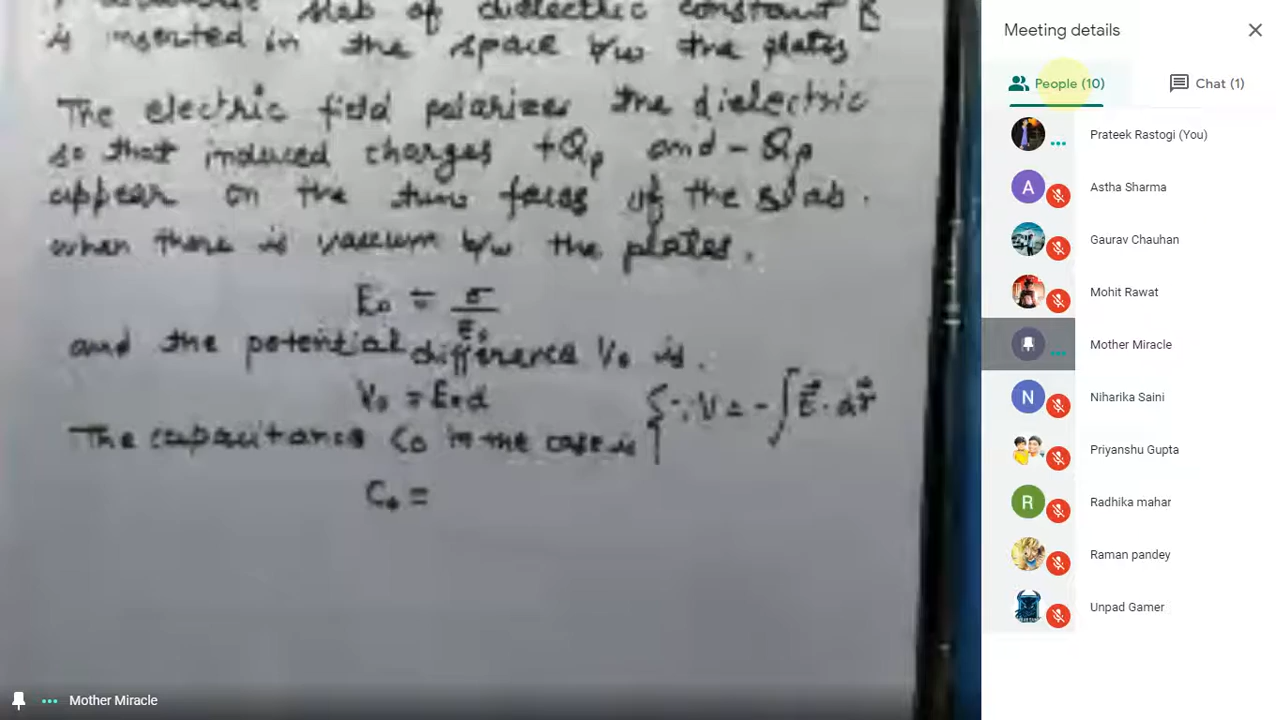 slab of dielectric constant K
is inserted in the space b/w the plates
The electric field polarizes the dielectric
so that induced charges +Qp and - Qp
appear on the two faces of the slab.
when there is vaccum b/w the plates.
E₀ = σ/ε₀
and the potential difference V₀ is.
V₀ = E₀d
{∵ V = - ∫ E⃗ · dr⃗
The capacitance C₀ in the case is
C₀ =
Mother Miracle
Meeting details
People (10)
Chat (1)
Prateek Rastogi (You)
A Astha Sharma
Gaurav Chauhan
Mohit Rawat
Mother Miracle
N Niharika Saini
Priyanshu Gupta
R Radhika mahar
Raman pandey
Unpad Gamer